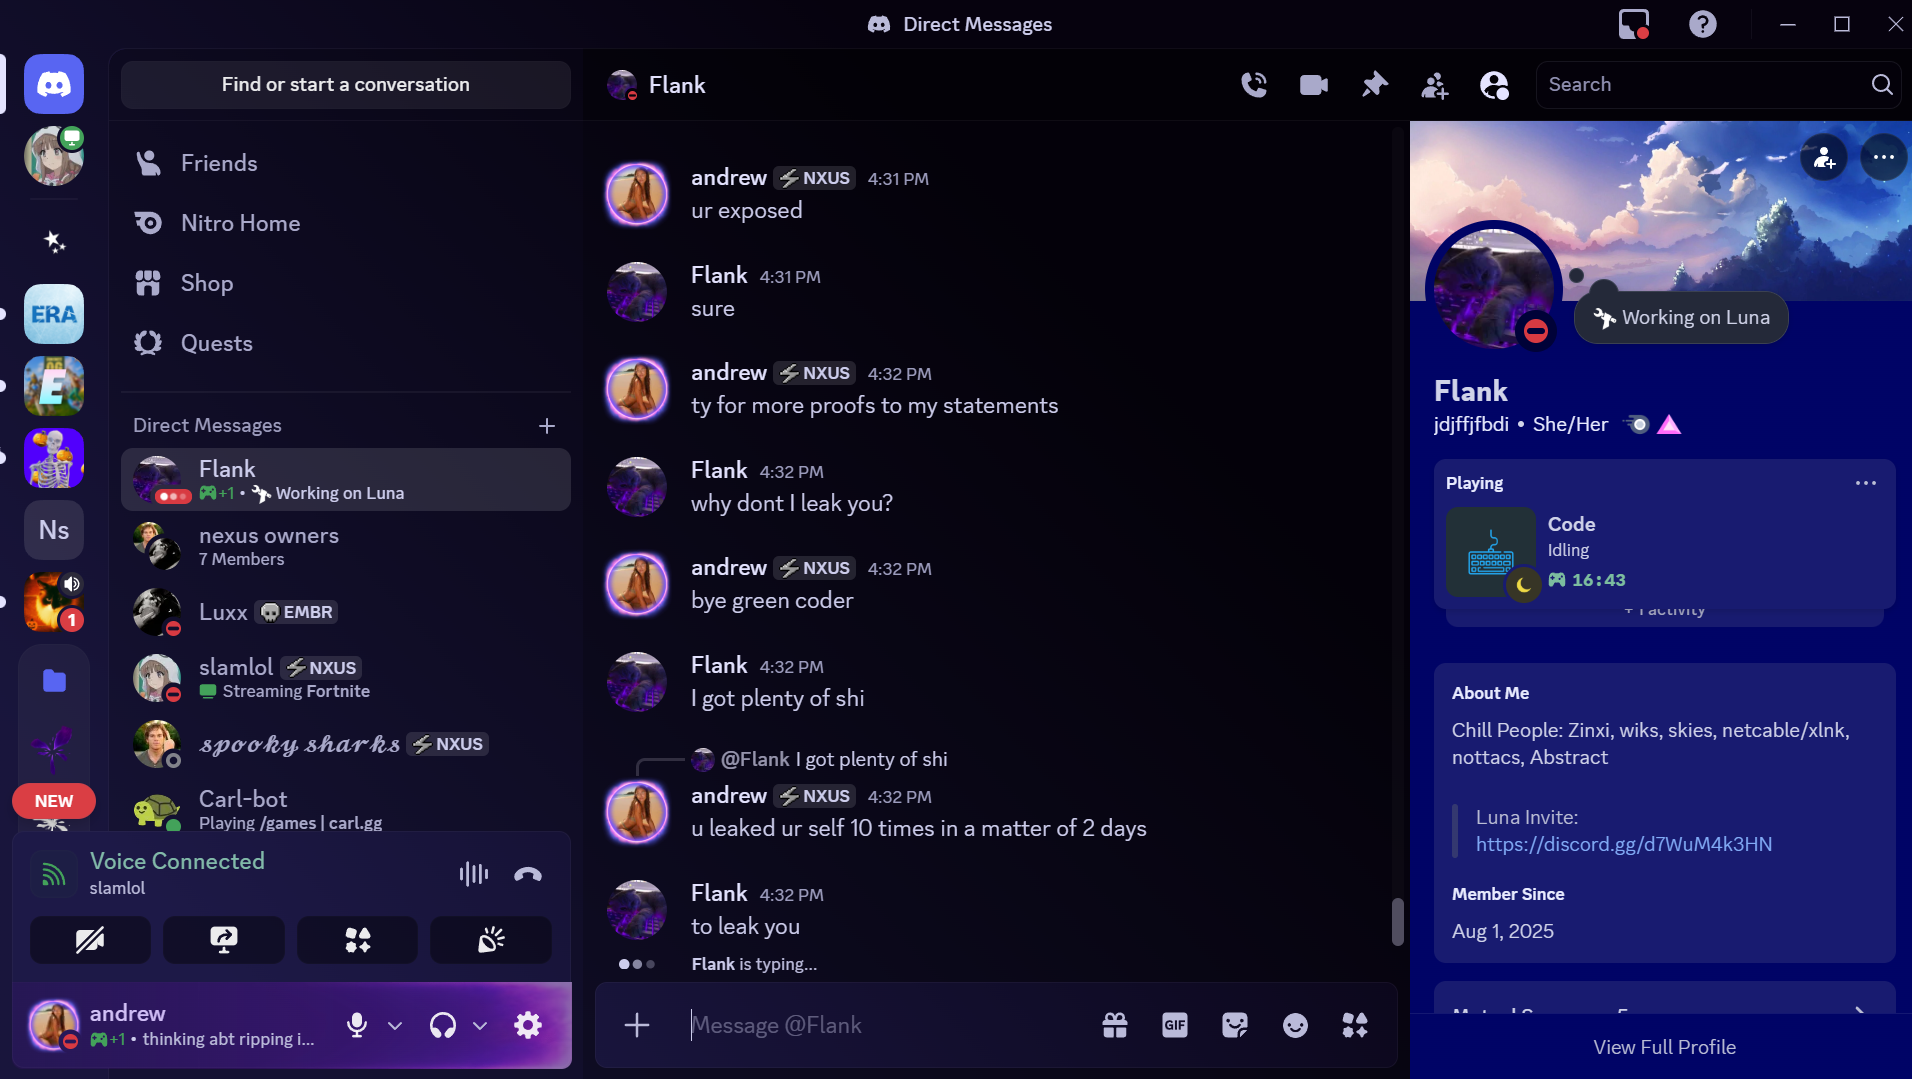 Direct Messages
Find or start a conversation
Flank
Search
Friends
Nitro Home
Shop
Quests
Direct Messages
Flank
+1 • Working on Luna
nexus owners
7 Members
Luxx EMBR
slamlol NXUS
Streaming Fortnite
𝓼𝓹𝓸𝓸𝓴𝔂 𝓼𝓱𝓪𝓻𝓴𝓼 NXUS
Carl-bot
Playing /games | carl.gg
ERA
E
Ns
1
NEW
Voice Connected
slamlol
andrew
+1 • thinking abt ripping i...
andrew NXUS 4:31 PM
ur exposed
Flank 4:31 PM
sure
andrew NXUS 4:32 PM
ty for more proofs to my statements
Flank 4:32 PM
why dont I leak you?
andrew NXUS 4:32 PM
bye green coder
Flank 4:32 PM
I got plenty of shi
@Flank I got plenty of shi
andrew NXUS 4:32 PM
u leaked ur self 10 times in a matter of 2 days
Flank 4:32 PM
to leak you
Flank is typing...
Message @Flank
GIF
Working on Luna
Flank
jdjffjfbdi • She/Her
Playing
Code
Idling
16:43
+ 1 activity
About Me
Chill People: Zinxi, wiks, skies, netcable/xlnk,
nottacs, Abstract
Luna Invite:
https://discord.gg/d7WuM4k3HN
Member Since
Aug 1, 2025
View Full Profile